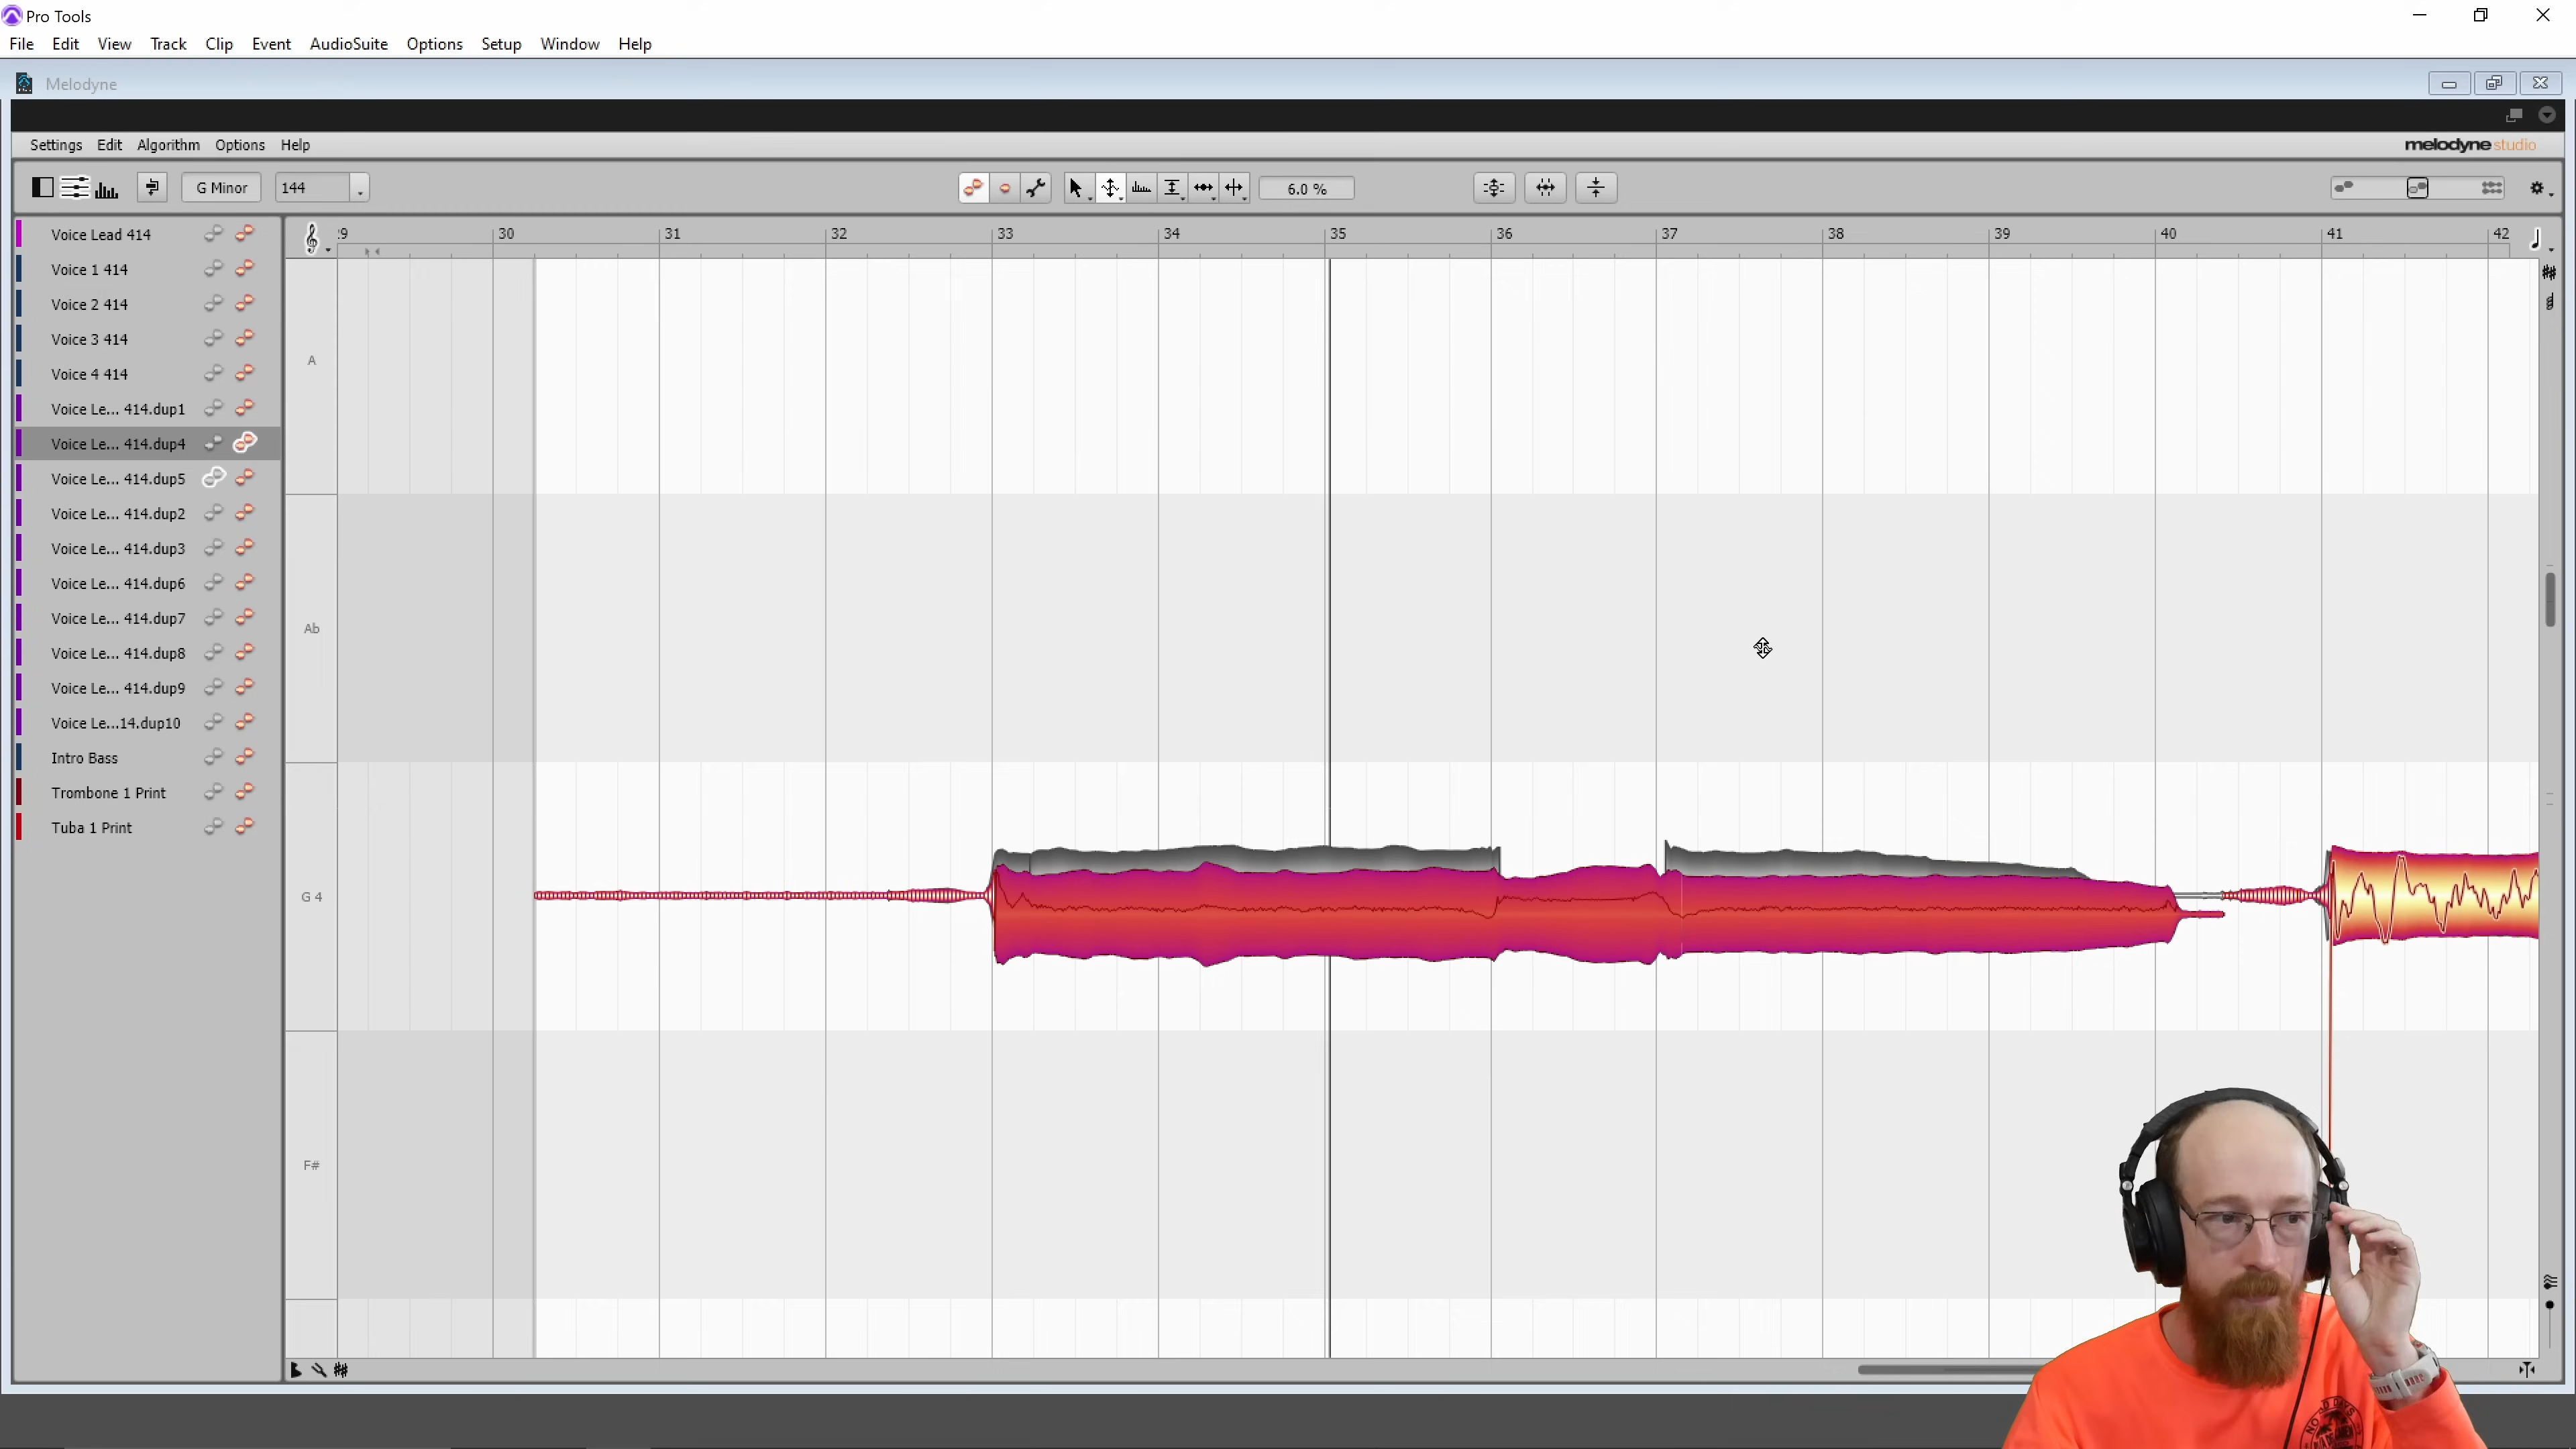 Pro Tools
File Edit View Track Clip Event AudioSuite Options Setup Window Help
Melodyne
Settings Edit Algorithm Options Help
melodyne studio
G Minor 144 6.0 %
29 30 31 32 33 34 35 36 37 38 39 40 41 42
Voice Lead 414
Voice 1 414
Voice 2 414
Voice 3 414
Voice 4 414
Voice Le... 414.dup1
Voice Le... 414.dup4
Voice Le... 414.dup5
Voice Le... 414.dup2
Voice Le... 414.dup3
Voice Le... 414.dup6
Voice Le... 414.dup7
Voice Le... 414.dup8
Voice Le... 414.dup9
Voice Le...14.dup10
Intro Bass
Trombone 1 Print
Tuba 1 Print
A
Ab
G 4
F#